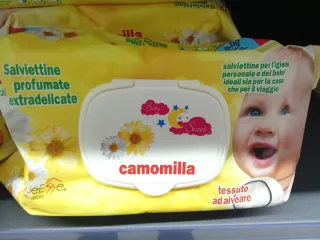 Salviettine
profumate
extradelicate
salviettine per l'igiene
personale e del bebè
ideali sia per la casa
che per il viaggio
camomilla
tessuto
ad alveare